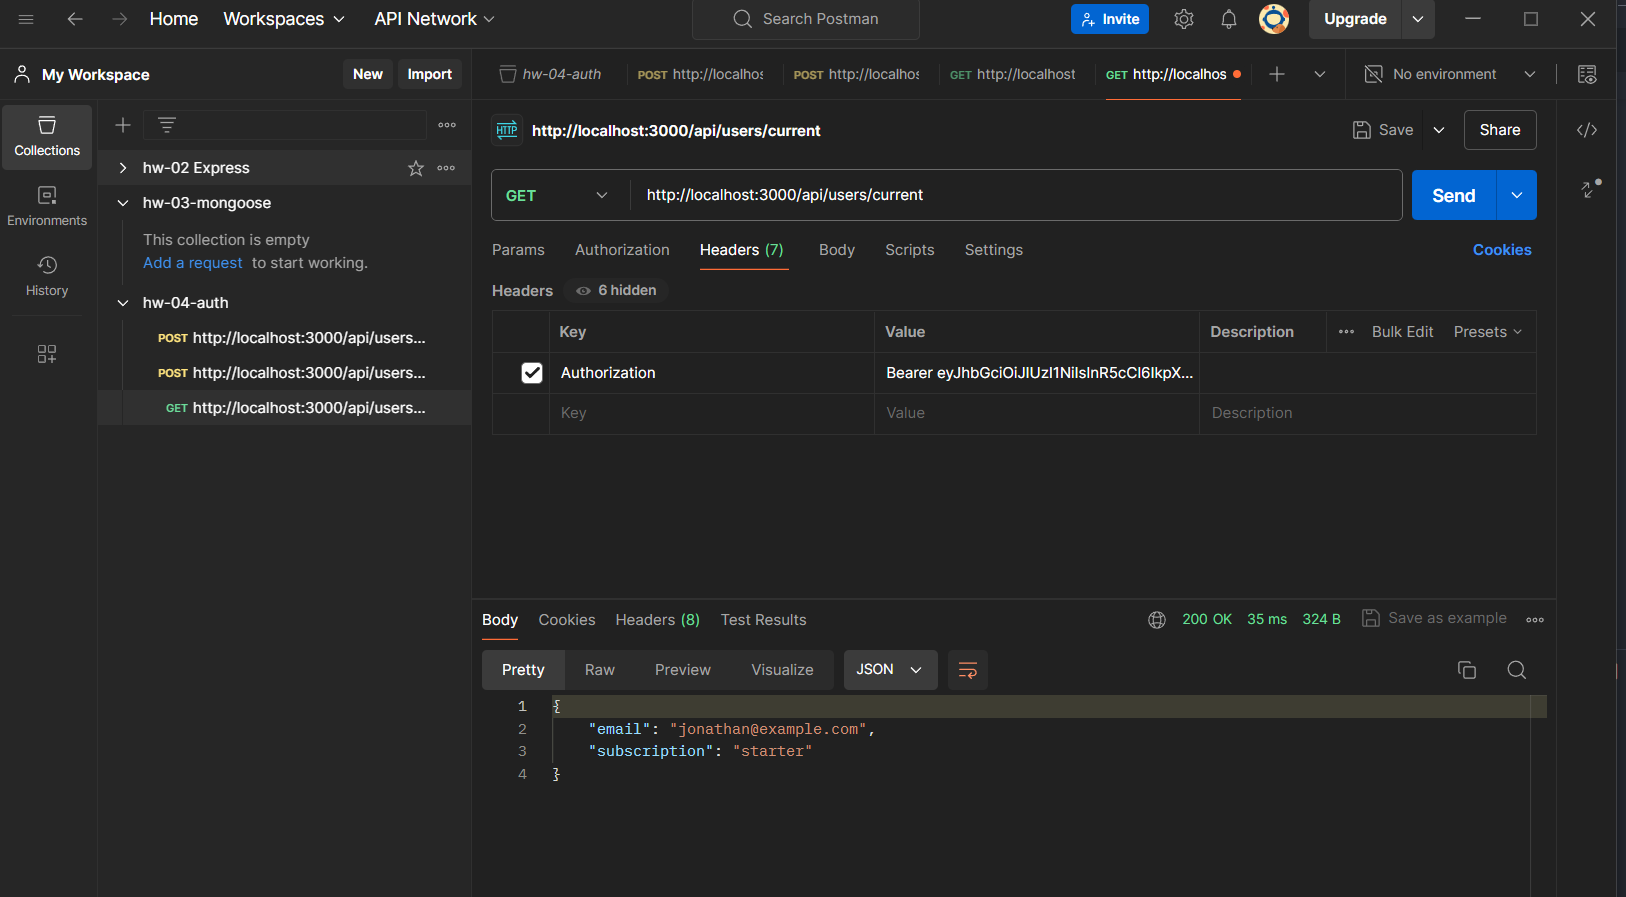 Home Workspaces API Network Search Postman Invite Upgrade
My Workspace New Import
hw-04-auth POST http://localhos POST http://localhos GET http://localhost GET http://localhos No environment
Collections
Environments
History
hw-02 Express
hw-03-mongoose
This collection is empty
Add a request to start working.
hw-04-auth
POST http://localhost:3000/api/users...
POST http://localhost:3000/api/users...
GET http://localhost:3000/api/users...
HTTP http://localhost:3000/api/users/current Save Share
GET http://localhost:3000/api/users/current Send
Params Authorization Headers (7) Body Scripts Settings Cookies
Headers 6 hidden
Key Value Description Bulk Edit Presets
Authorization Bearer eyJhbGciOiJIUzI1NiIsInR5cCI6IkpX...
Key Value Description
Body Cookies Headers (8) Test Results 200 OK 35 ms 324 B Save as example
Pretty Raw Preview Visualize JSON
1 {
2 "email": "jonathan@example.com",
3 "subscription": "starter"
4 }